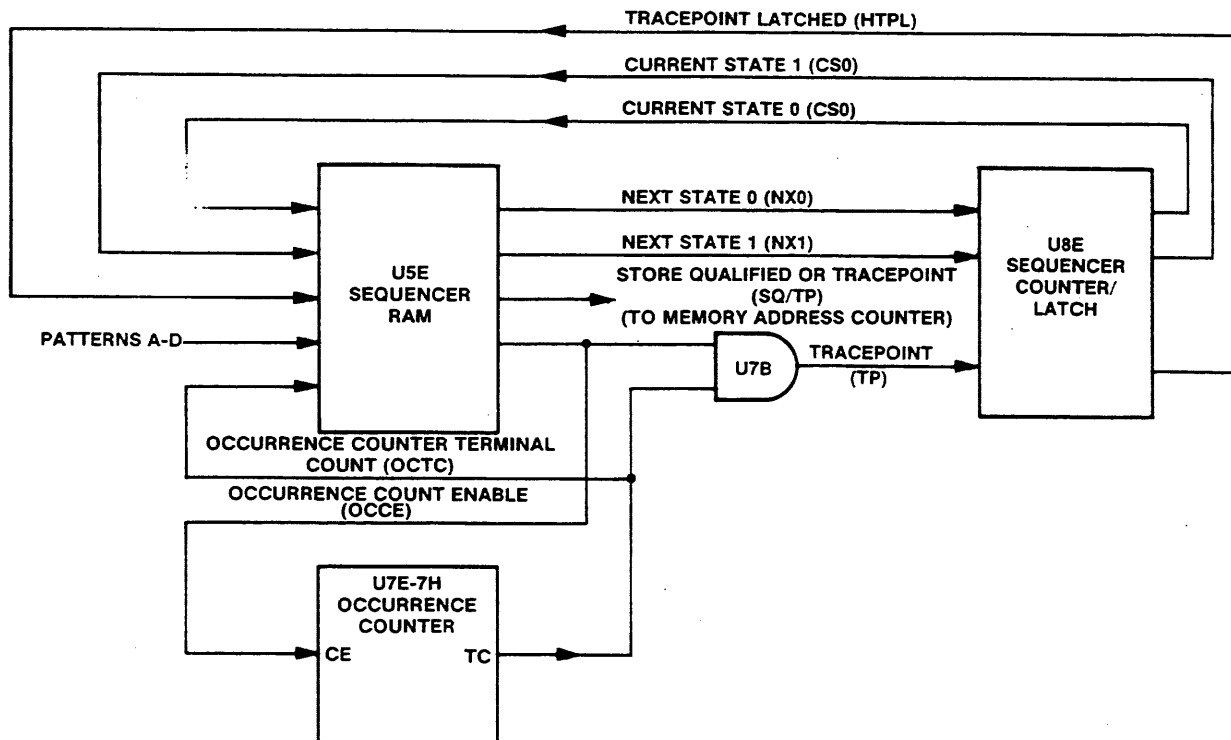 TRACEPOINT LATCHED (HTPL)
CURRENT STATE 1 (CS0)
CURRENT STATE 0 (CS0)
NEXT STATE 0 (NX0)
NEXT STATE 1 (NX1)
STORE QUALIFIED OR TRACEPOINT
(SQ/TP)
(TO MEMORY ADDRESS COUNTER)
U5E
SEQUENCER
RAM
U8E
SEQUENCER
COUNTER/
LATCH
PATTERNS A-D
U7B
TRACEPOINT
(TP)
OCCURRENCE COUNTER TERMINAL
COUNT (OCTC)
OCCURRENCE COUNT ENABLE
(OCCE)
U7E-7H
OCCURRENCE
COUNTER
CE
TC